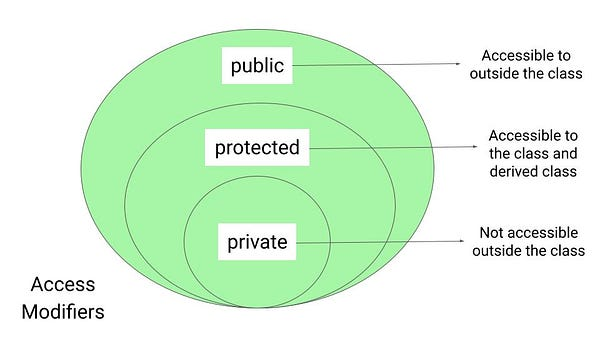 public
Accessible to
outside the class
protected
Accessible to
the class and
derived class
private
Not accessible
outside the class
Access
Modifiers